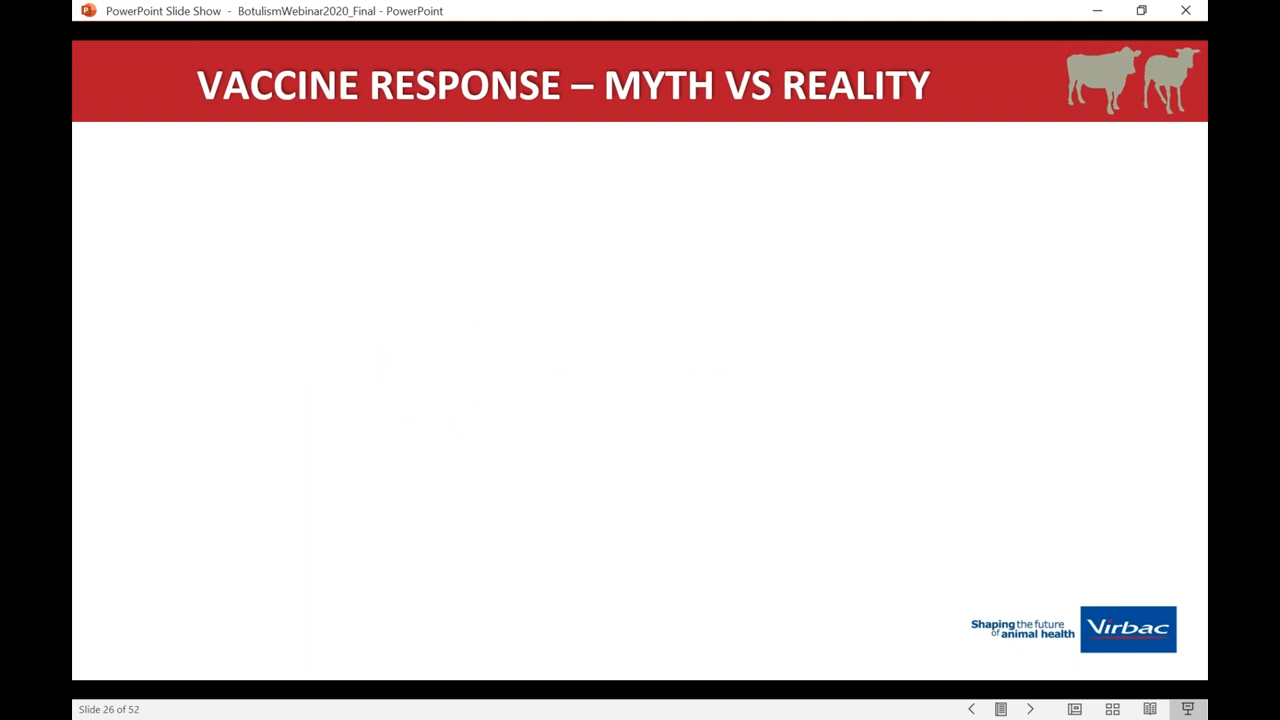 PowerPoint Slide Show - BotulismWebinar2020_Final - PowerPoint
VACCINE RESPONSE – MYTH VS REALITY
Shaping the future
of animal health
Virbac
Slide 26 of 52